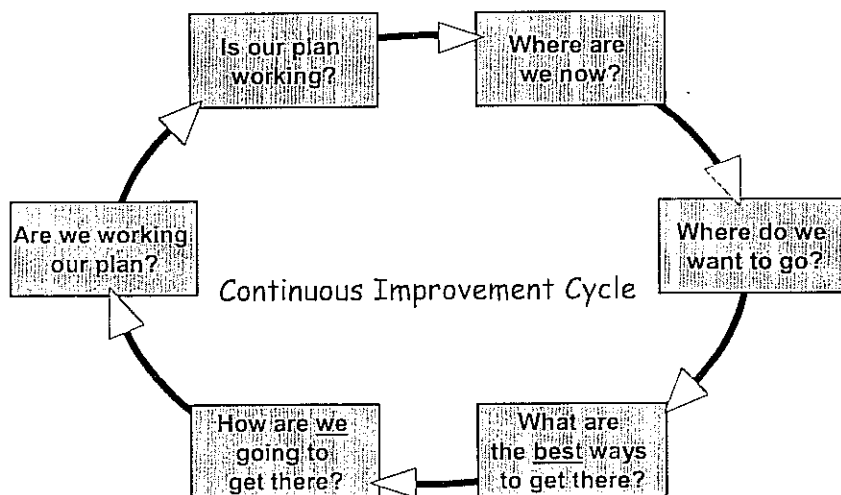 Is our plan
working?
Where are
we now?
Where do we
want to go?
What are
the best ways
to get there?
How are we
going to
get there?
Are we working
our plan?
Continuous Improvement Cycle